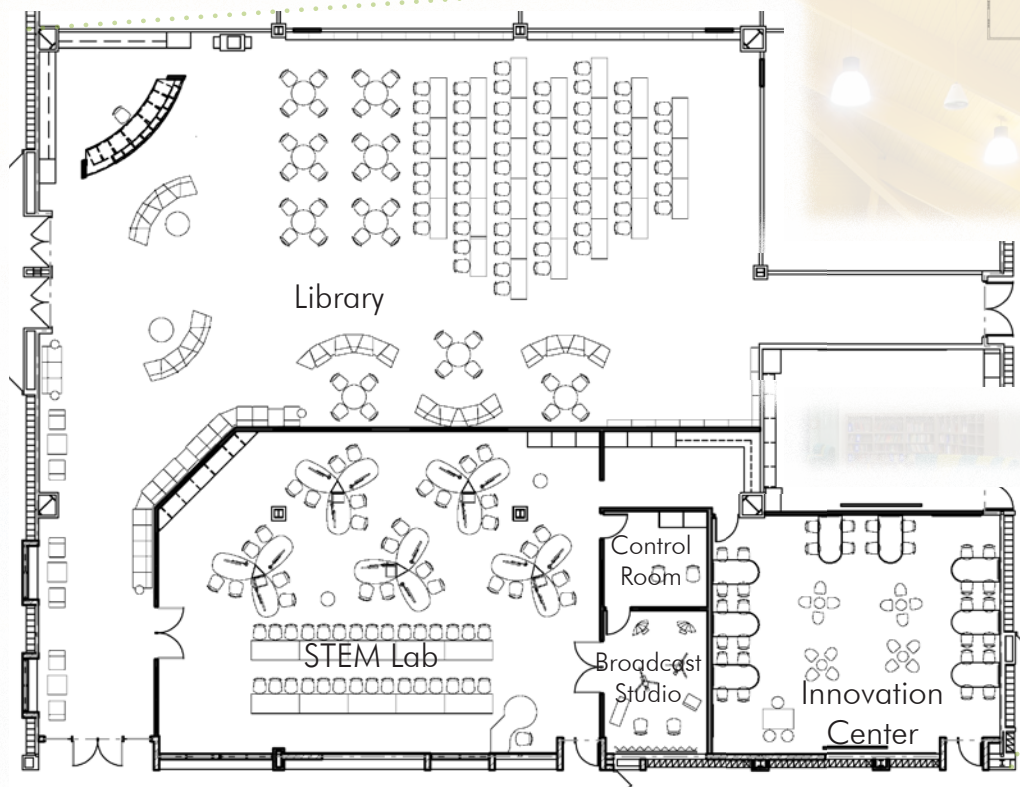 Library
Control
Room
STEM Lab
Broadcast
Studio
Innovation
Center